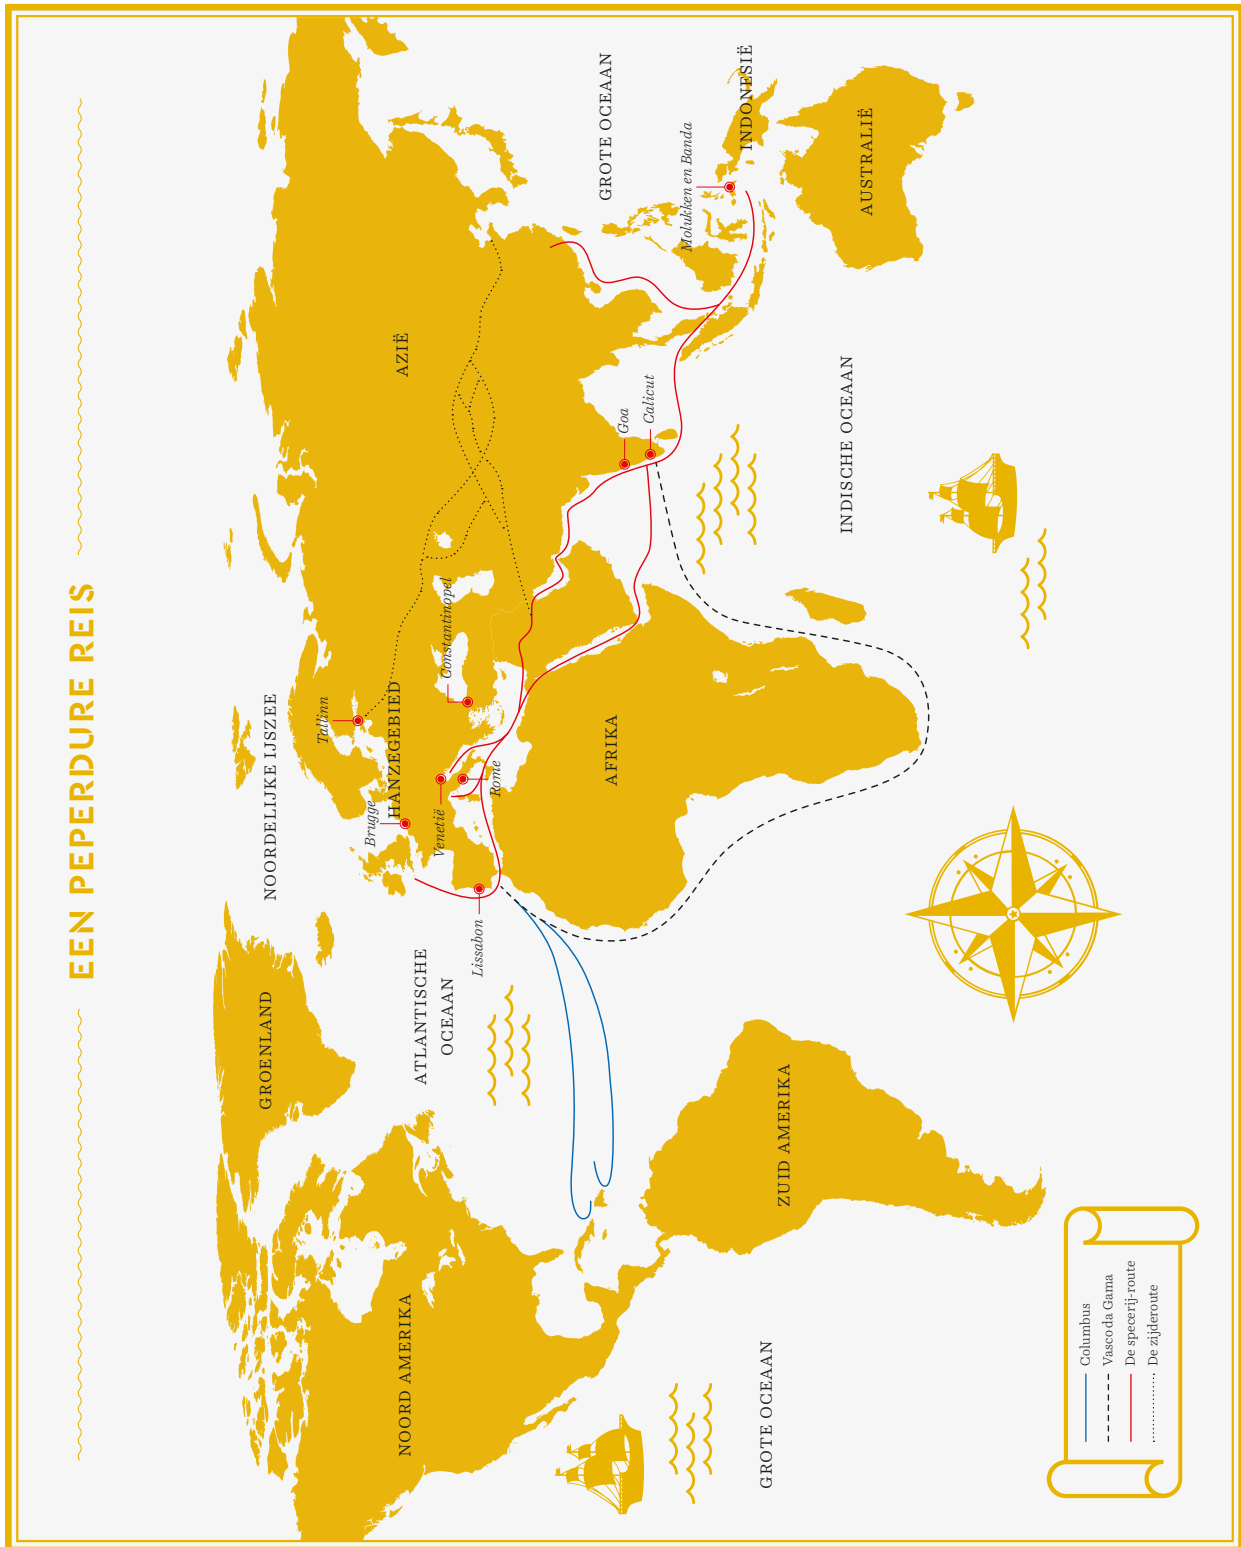 EEN PEPERDURE REIS
NOORDELIJKE IJSZEE
GROENLAND
NOORD AMERIKA
ATLANTISCHE
OCEAAN
Tallinn
Brugge
HANZEGEBIED
Venetië
Rome
Constantinopel
Lissabon
AZIË
Goa
Calicut
GROTE OCEAAN
Molukken en Banda
INDONESIË
AFRIKA
ZUID AMERIKA
GROTE OCEAAN
INDISCHE OCEAAN
AUSTRALIË
Columbus
Vasco da Gama
De specerij-route
De zijderoute